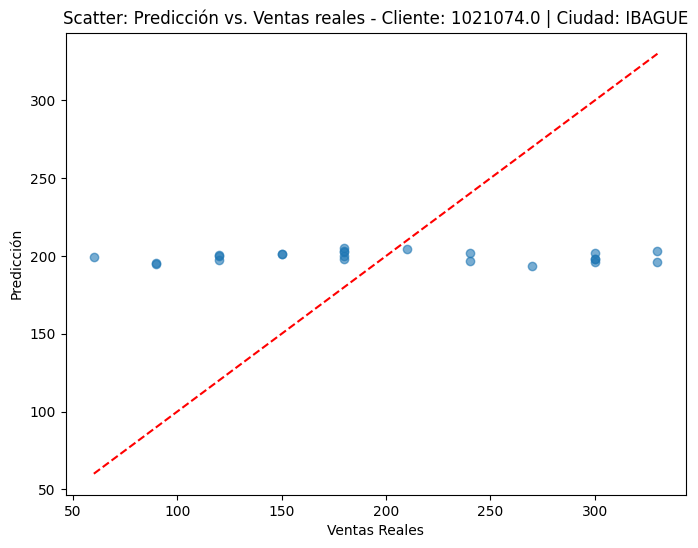 Scatter: Predicción vs. Ventas reales - Cliente: 1021074.0 | Ciudad: IBAGUE
300
250
200
150
100
50
Predicción
50 100 150 200 250 300
Ventas Reales